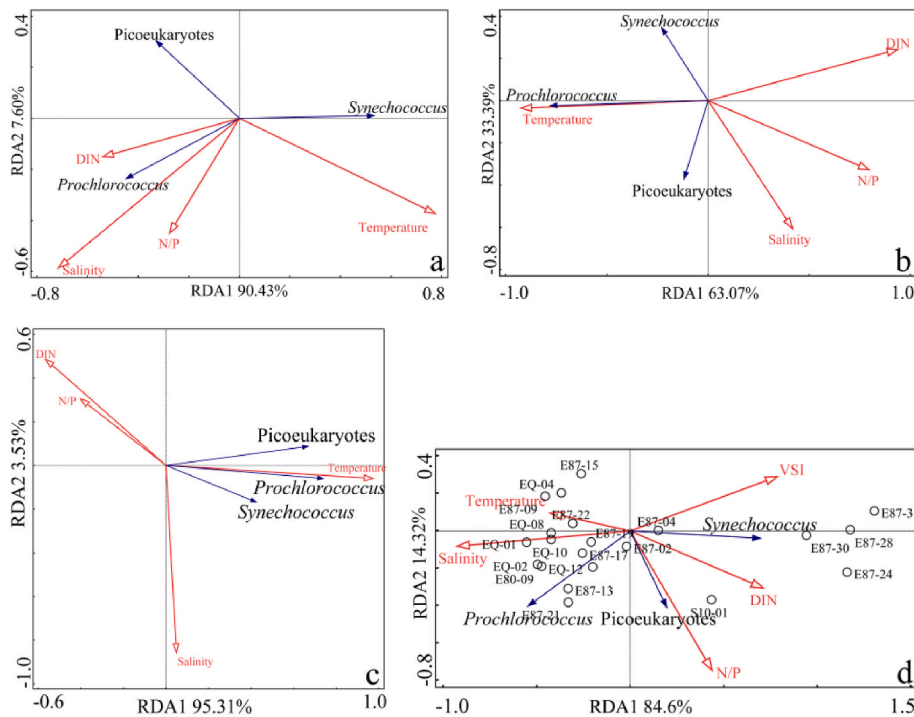 0.4
Picoeukaryotes
Synechococcus
RDA2 7.60%
DIN
Prochlorococcus
Temperature
N/P
Salinity
-0.6
a
-0.8
RDA1 90.43%
0.8
0.4
Synechococcus
DIN
RDA2 33.39%
Prochlorococcus
Temperature
N/P
Picoeukaryotes
Salinity
-0.8
b
-1.0
RDA1 63.07%
1.0
0.6
DIN
N/P
Picoeukaryotes
RDA2 3.53%
Temperature
Prochlorococcus
Synechococcus
Salinity
-1.0
c
-0.6
RDA1 95.31%
1.0
0.4
E87-15
VSI
EQ-04
Temperature
E87-09
E87-22
E87-04
E87-3
EQ-08
Synechococcus
RDA2 14.32%
EQ-01
E87-02
E87-30
E87-28
Salinity
EQ-10
E87-17
EQ-02
EQ-12
E87-24
E80-09
DIN
E87-13
S10-01
Prochlorococcus
Picoeukaryotes
E87-21
N/P
-0.8
d
-1.0
RDA1 84.6%
1.5